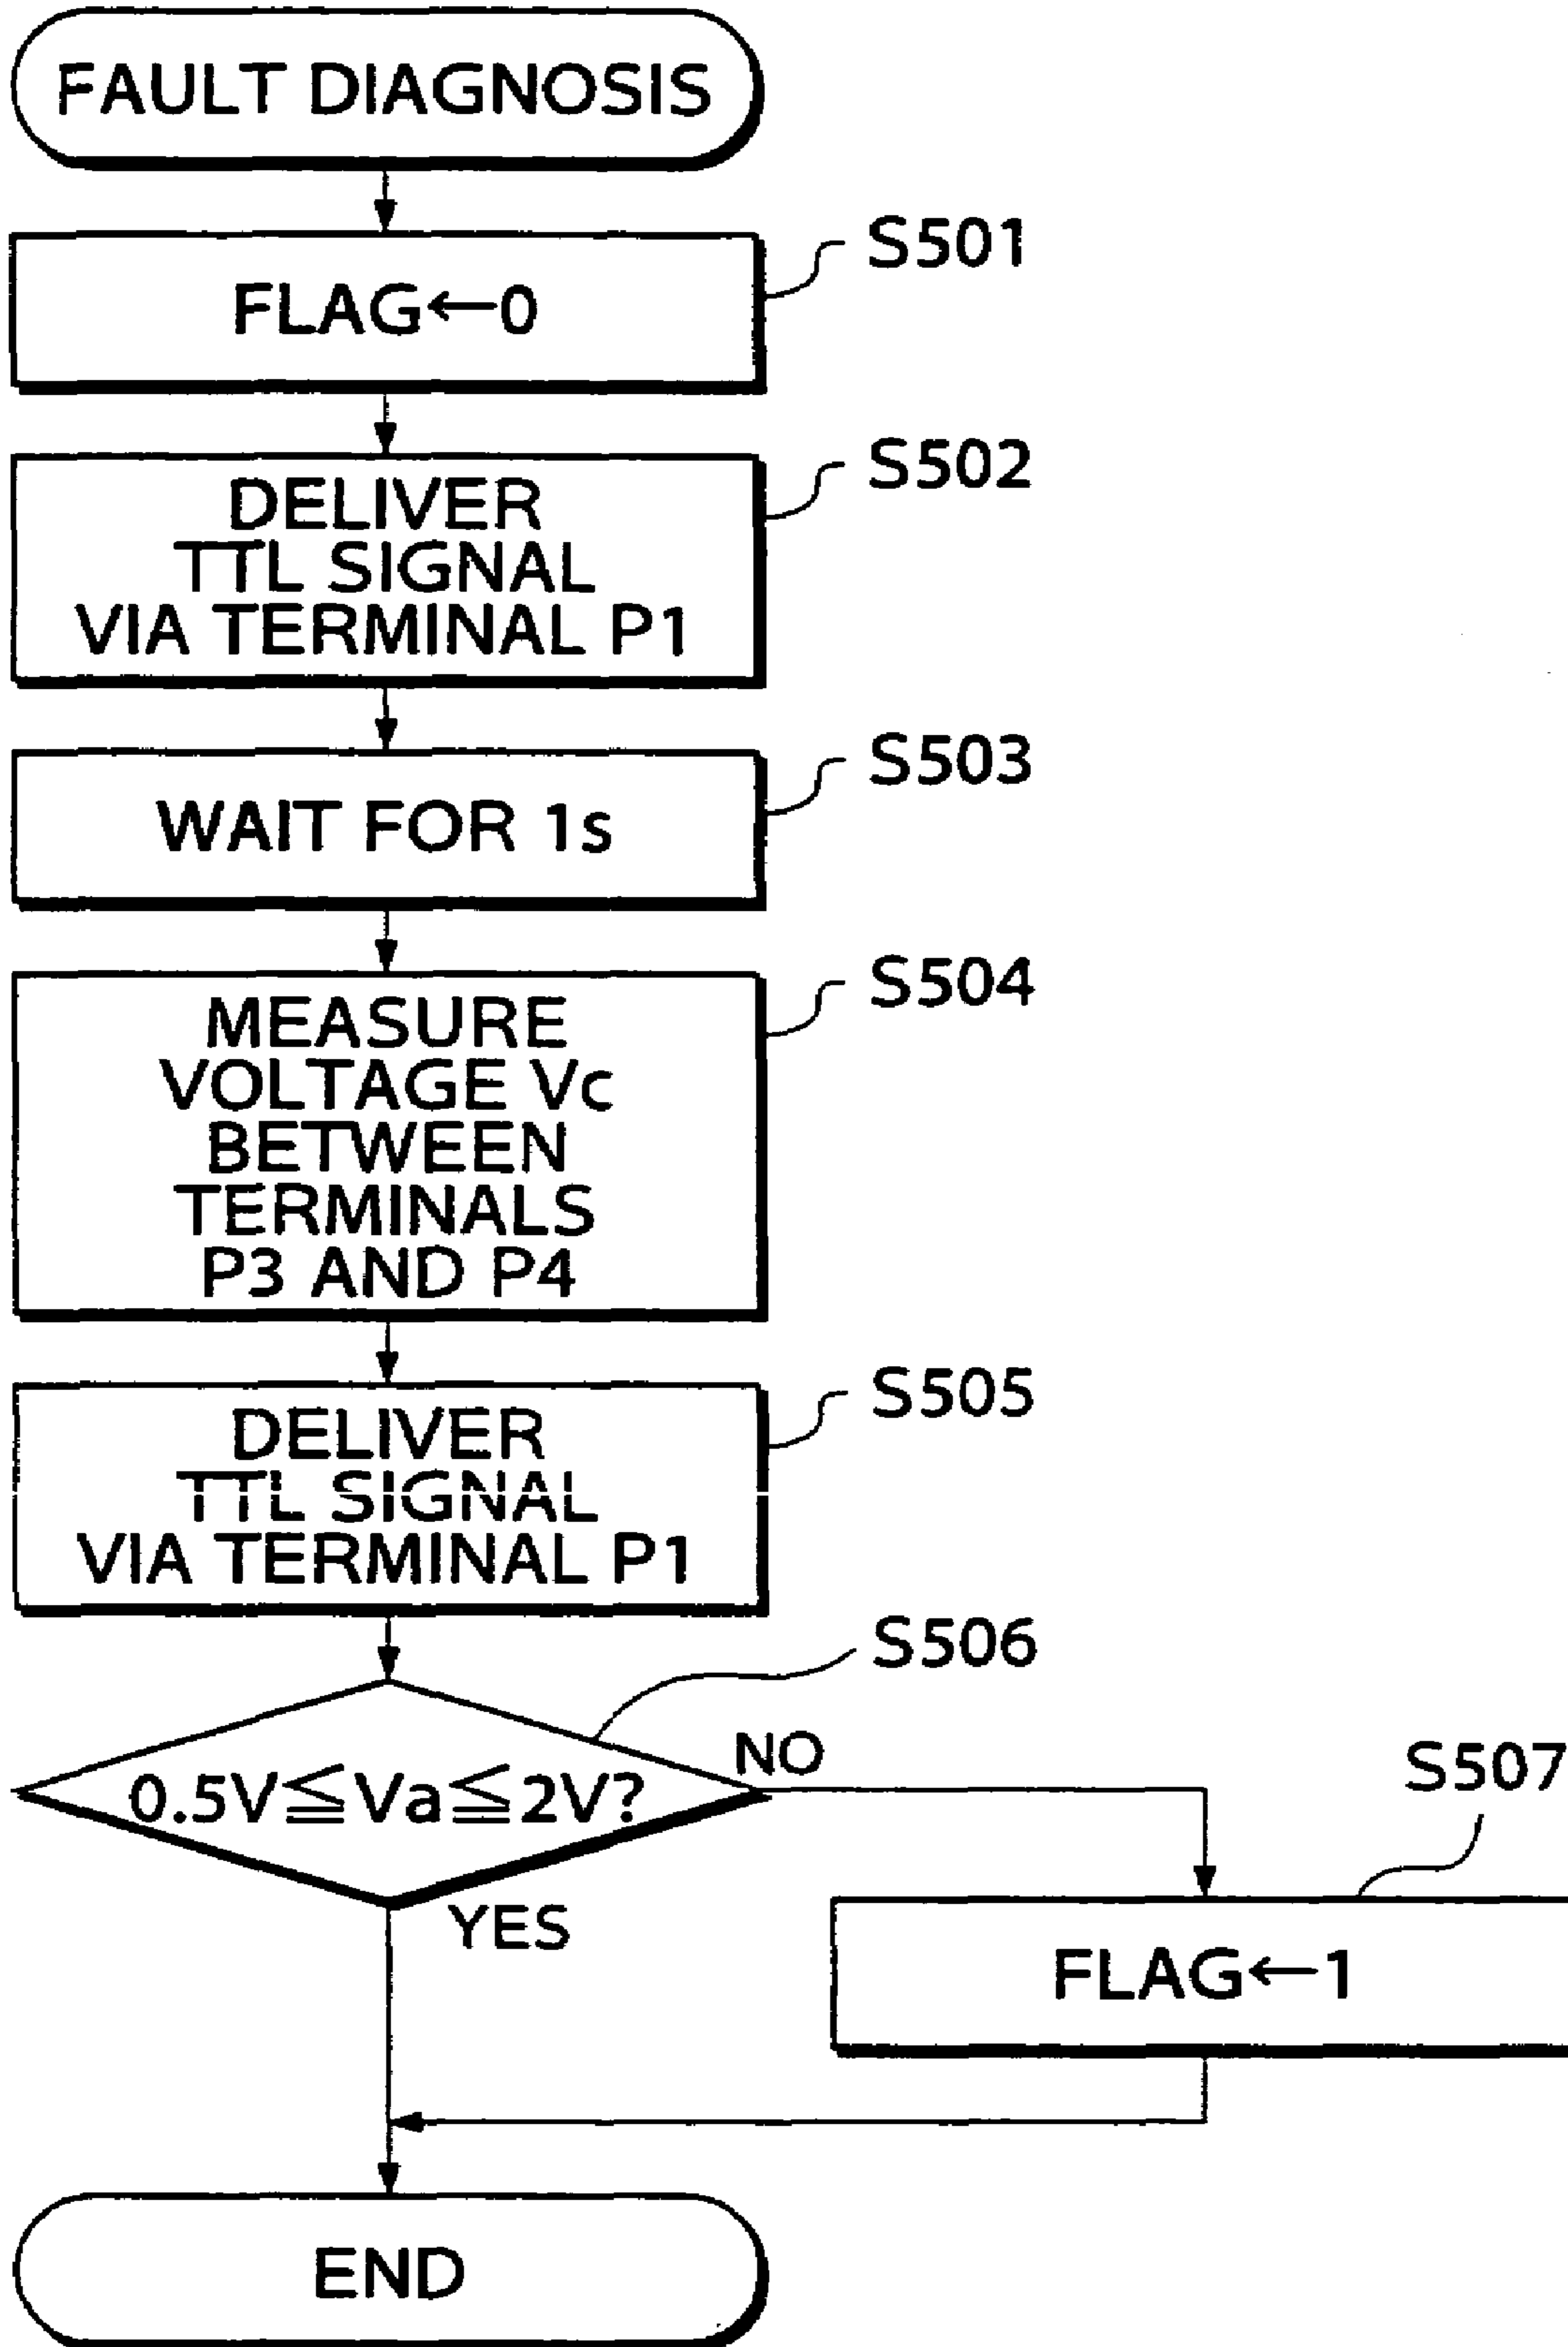 FAULT DIAGNOSIS
S501
FLAG←0
S502
DELIVER
TTL SIGNAL
VIA TERMINAL P1
S503
WAIT FOR 1s
S504
MEASURE
VOLTAGE Vc
BETWEEN
TERMINALS
P3 AND P4
S505
DELIVER
TTL SIGNAL
VIA TERMINAL P1
S506
0.5V≦Va≦2V?
NO
YES
S507
FLAG←1
END